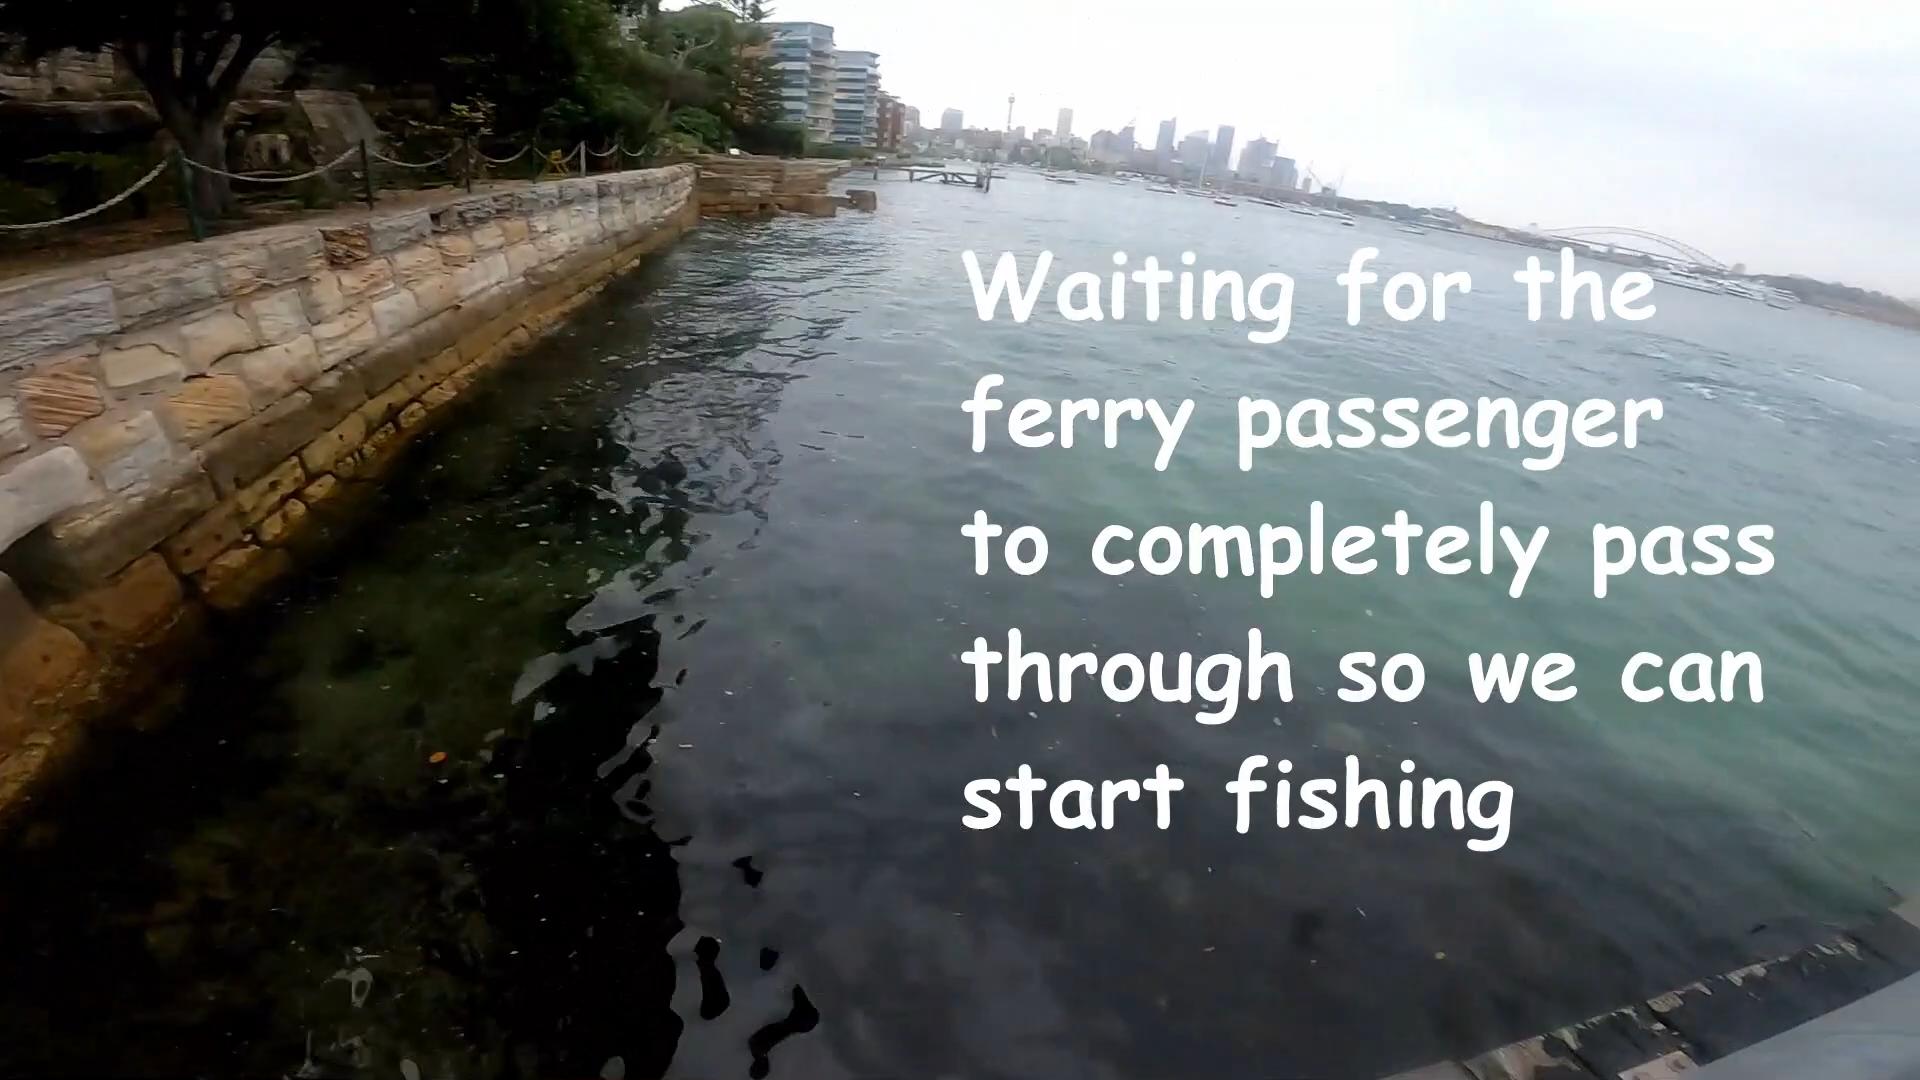 Waiting for the
ferry passenger
to completely pass
through so we can
start fishing